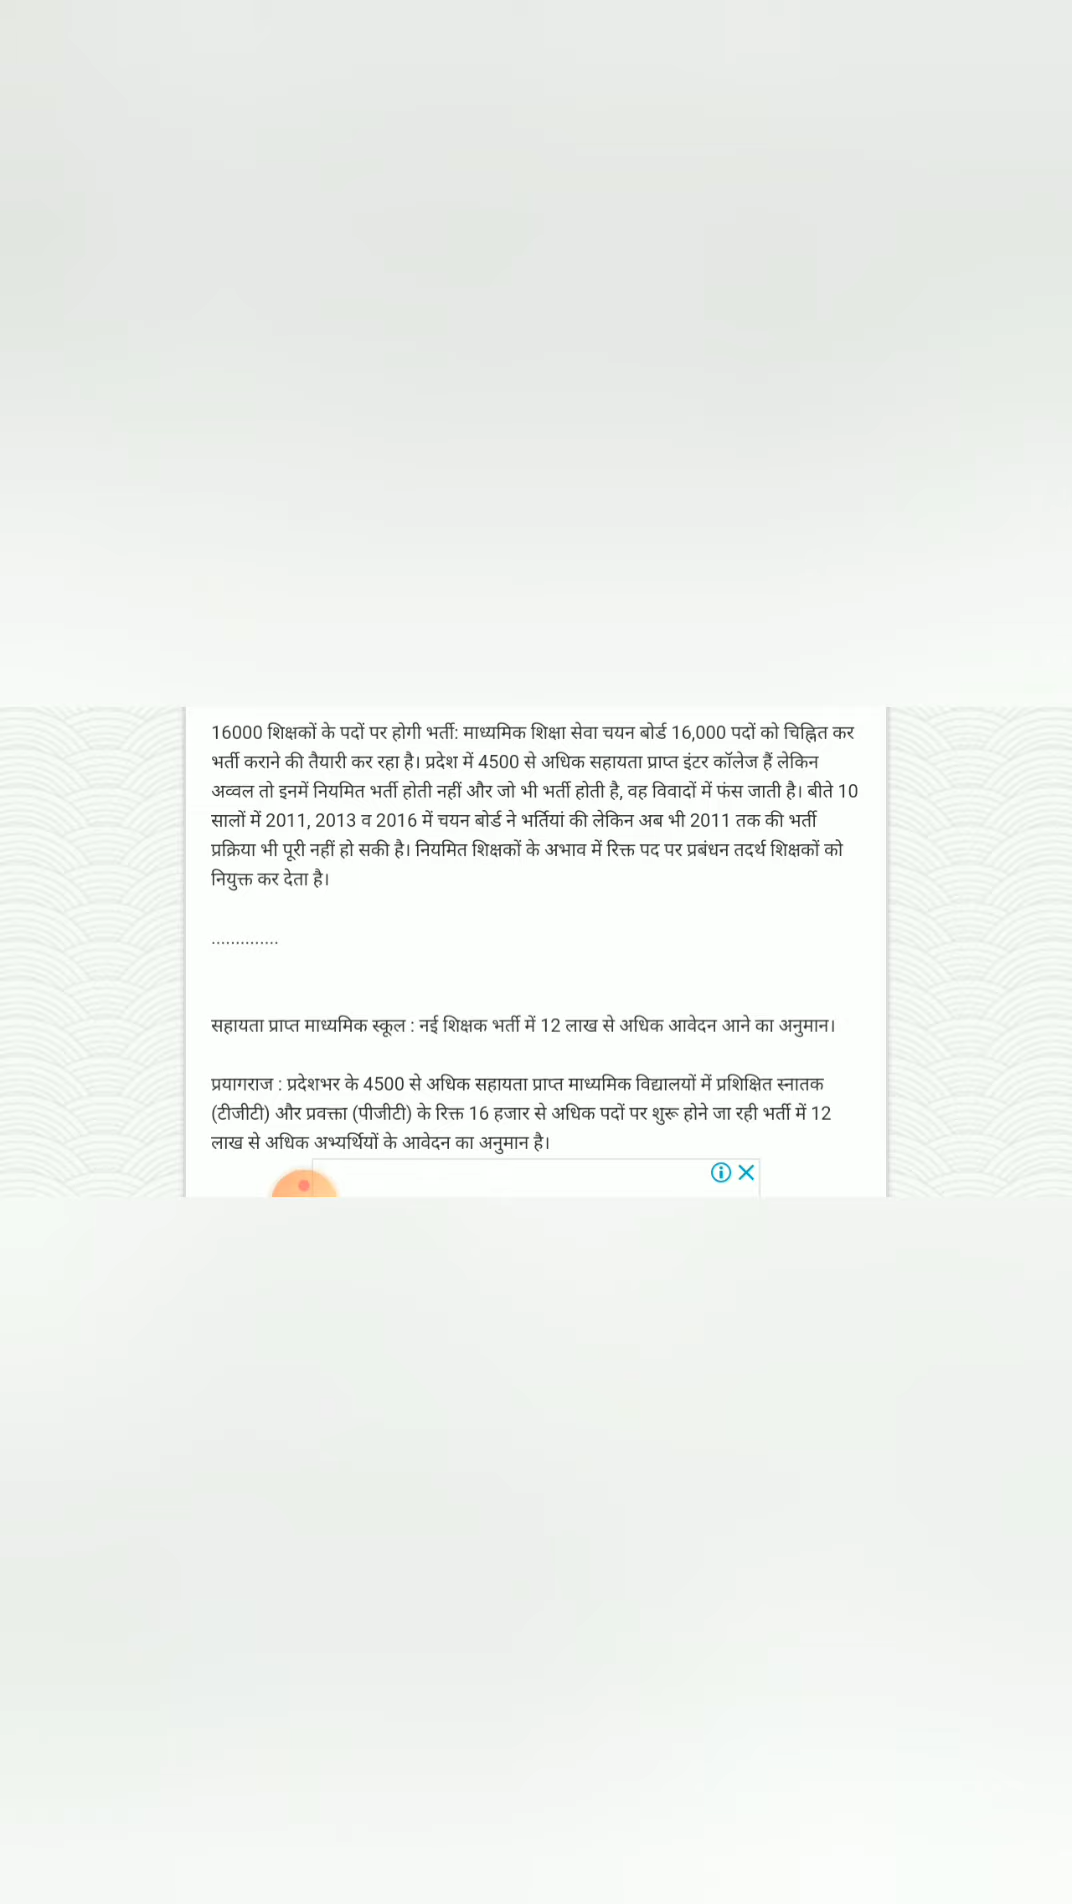 16000 शिक्षकों के पदों पर होगी भर्ती: माध्यमिक शिक्षा सेवा चयन बोर्ड 16,000 पदों को चिह्नित कर
भर्ती कराने की तैयारी कर रहा है। प्रदेश में 4500 से अधिक सहायता प्राप्त इंटर कॉलेज हैं लेकिन
अव्वल तो इनमें नियमित भर्ती होती नहीं और जो भी भर्ती होती है, वह विवादों में फंस जाती है। बीते 10
सालों में 2011, 2013 व 2016 में चयन बोर्ड ने भर्तियां की लेकिन अब भी 2011 तक की भर्ती
प्रक्रिया भी पूरी नहीं हो सकी है। नियमित शिक्षकों के अभाव में रिक्त पद पर प्रबंधन तदर्थ शिक्षकों को
नियुक्त कर देता है।
..............
सहायता प्राप्त माध्यमिक स्कूल : नई शिक्षक भर्ती में 12 लाख से अधिक आवेदन आने का अनुमान।
प्रयागराज : प्रदेशभर के 4500 से अधिक सहायता प्राप्त माध्यमिक विद्यालयों में प्रशिक्षित स्नातक
(टीजीटी) और प्रवक्ता (पीजीटी) के रिक्त 16 हजार से अधिक पदों पर शुरू होने जा रही भर्ती में 12
लाख से अधिक अभ्यर्थियों के आवेदन का अनुमान है।